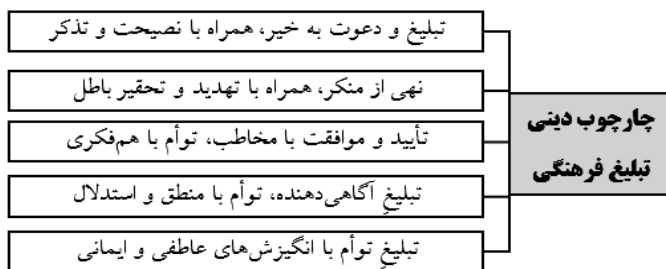 چارچوب دینی
تبلیغ فرهنگی
تبلیغ و دعوت به خیر، همراه با نصیحت و تذکر
نهی از منکر، همراه با تهدید و تحقیر باطل
تأیید و موافقت با مخاطب، توأم با هم‌فکری
تبلیغِ آگاهی‌دهنده، توأم با منطق و استدلال
تبلیغِ توأم با انگیزش‌های عاطفی و ایمانی